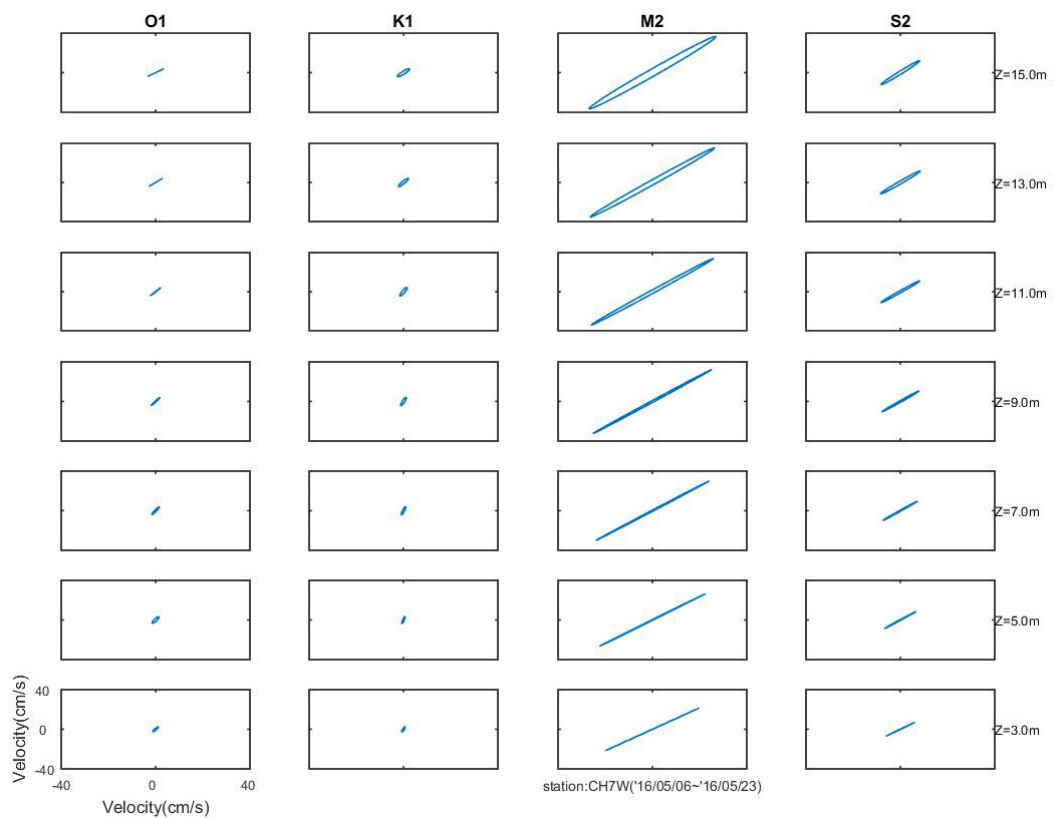 O1 K1 M2 S2
Z=15.0m
Z=13.0m
Z=11.0m
Z=9.0m
Z=7.0m
Z=5.0m
Z=3.0m
Velocity(cm/s)
40
0
-40
-40 0 40
Velocity(cm/s)
station:CH7W('16/05/06~'16/05/23)